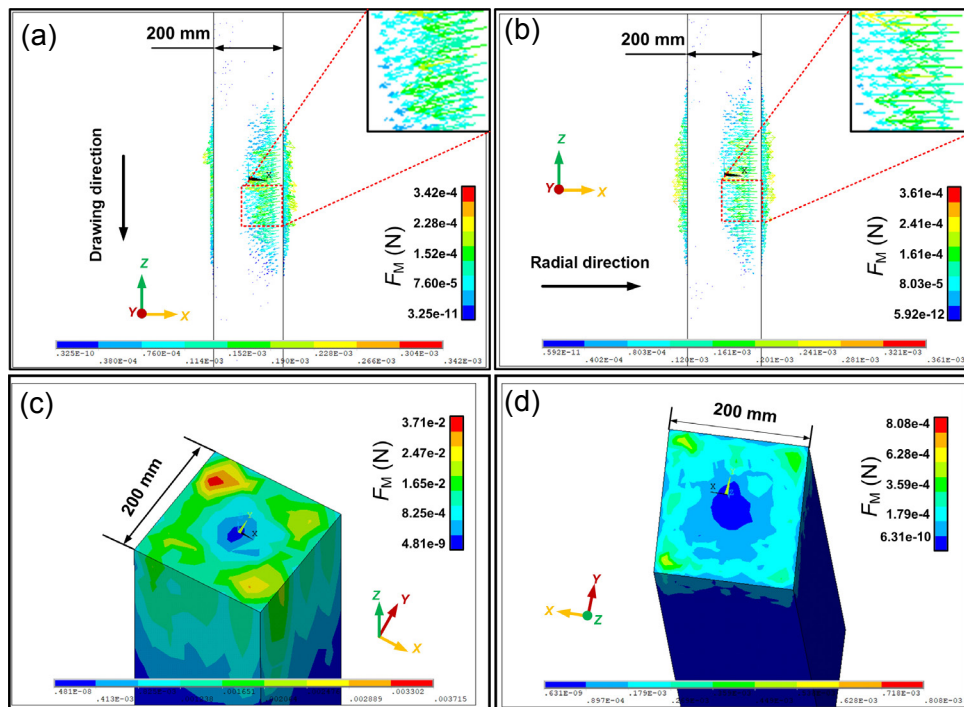 (a)
200 mm
Drawing direction
Z
Y
X
X
3.42e-4
2.28e-4
1.52e-4
7.60e-5
3.25e-11
F_M (N)
.325E-10 .760E-04 .152E-03 .228E-03 .304E-03
.380E-04 .114E-03 .190E-03 .266E-03 .342E-03
(b)
200 mm
Z
Y
X
X
Radial direction
3.61e-4
2.41e-4
1.61e-4
8.03e-5
5.92e-12
F_M (N)
.592E-11 .803E-04 .161E-03 .241E-03 .321E-03
.402E-04 .120E-03 .201E-03 .281E-03 .361E-03
(c)
200 mm
X
3.71e-2
2.47e-2
1.65e-2
8.25e-4
4.81e-9
F_M (N)
Z
Y
X
.481E-08 .001651 .003302
.413E-03 .002889 .003715
(d)
200 mm
X
8.08e-4
6.28e-4
3.59e-4
1.79e-4
6.31e-10
F_M (N)
Y
X
Z
.631E-09 .179E-03 .718E-03
.897E-04 .628E-03 .808E-03